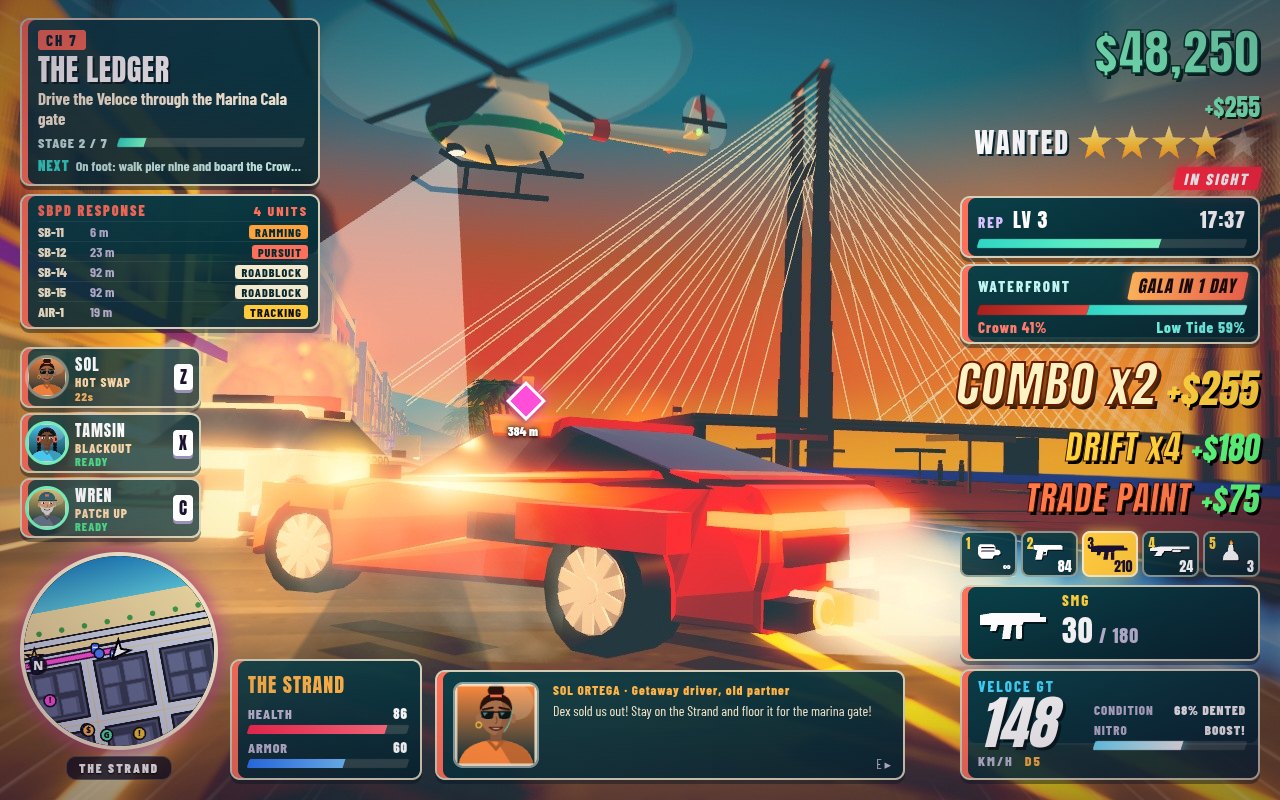 CH 7
THE LEDGER
Drive the Veloce through the Marina Cala
gate
STAGE 2 / 7
NEXT On foot: walk pier nine and board the Crow...
SBPD RESPONSE 4 UNITS
SB-11 6 m RAMMING
SB-12 23 m PURSUIT
SB-14 92 m ROADBLOCK
SB-15 92 m ROADBLOCK
AIR-1 19 m TRACKING
SOL
HOT SWAP
22s
Z
TAMSIN
BLACKOUT
READY
X
WREN
PATCH UP
READY
C
N
THE STRAND
384 m
THE STRAND
HEALTH 86
ARMOR 60
SOL ORTEGA · Getaway driver, old partner
Dex sold us out! Stay on the Strand and floor it for the marina gate!
E ▸
$48,250
+$255
WANTED
IN SIGHT
REP LV 3 17:37
WATERFRONT GALA IN 1 DAY
Crown 41% Low Tide 59%
COMBO x2 +$255
DRIFT x4 +$180
TRADE PAINT +$75
1 ∞
2 84
3 210
4 24
5 3
SMG
30 / 180
VELOCE GT
148
KM/H D5
CONDITION 68% DENTED
NITRO BOOST!